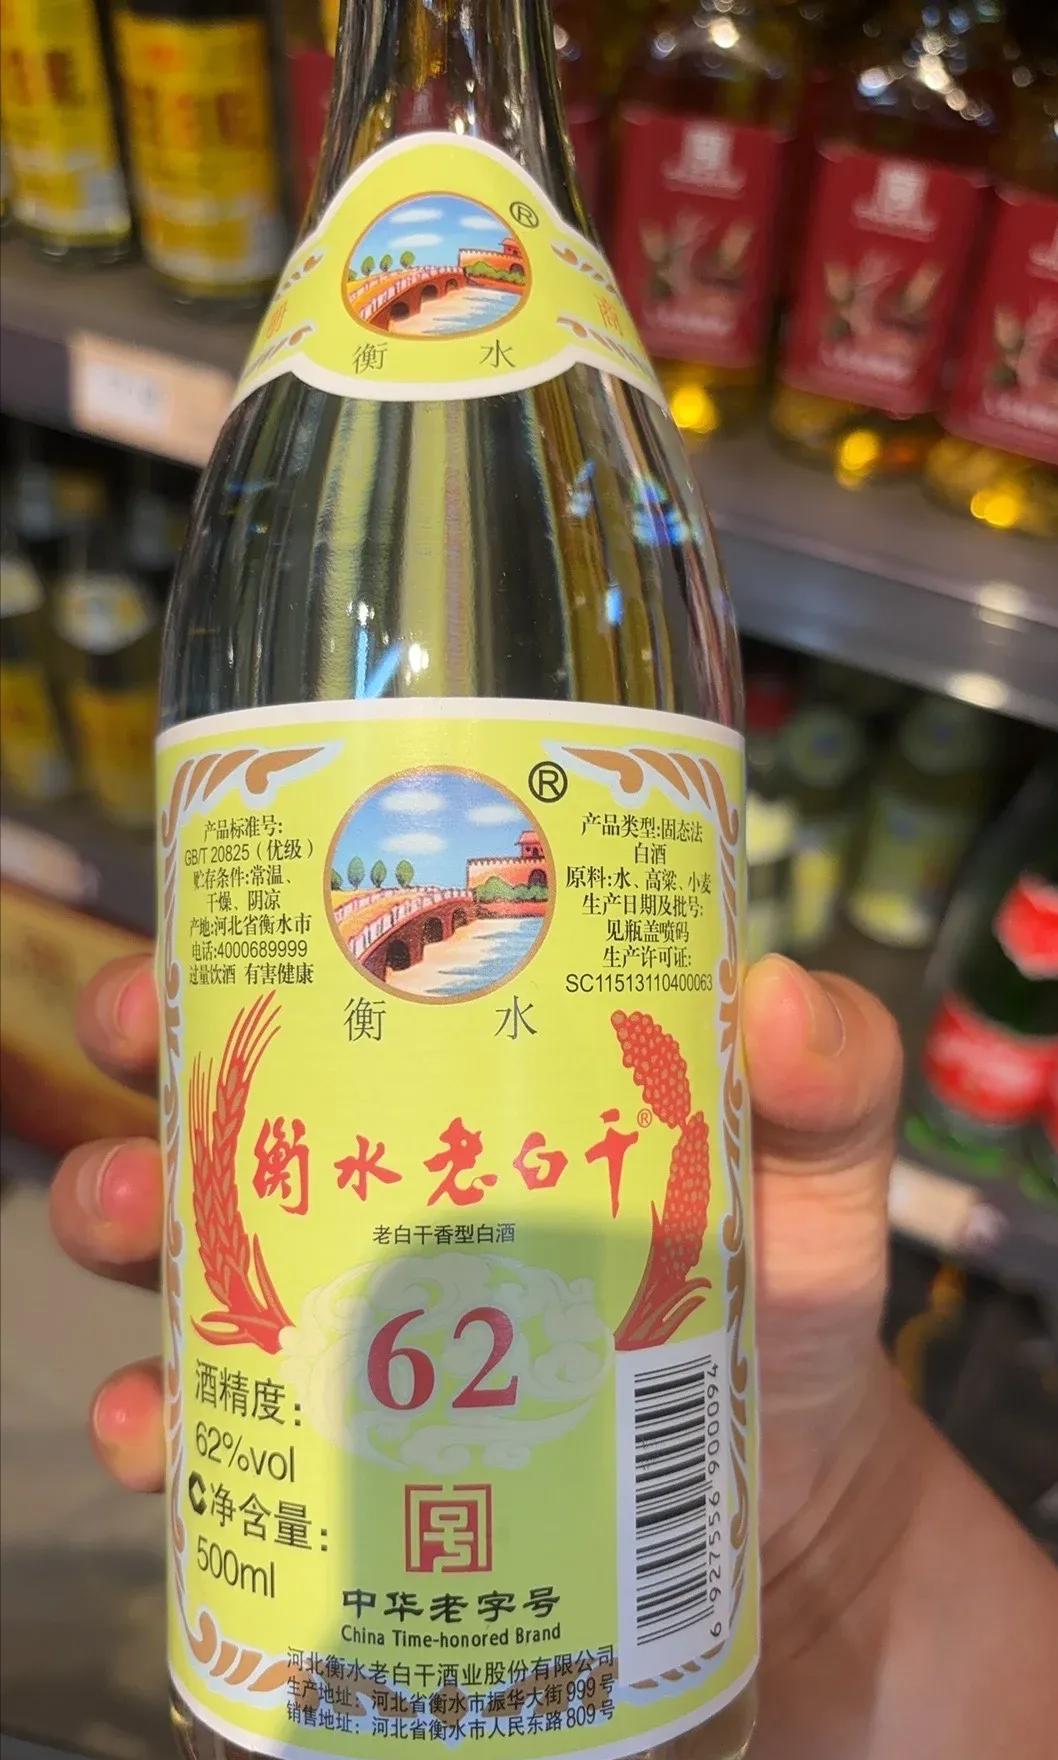 ®
衡 水
产品标准号:
GB/T 20825(优级)
贮存条件:常温、
干燥、阴凉
产地:河北省衡水市
电话:4000689999
过量饮酒 有害健康
®
衡 水
产品类型:固态法
白酒
原料:水、高粱、小麦
生产日期及批号:
见瓶盖喷码
生产许可证:
SC11513110400063
衡水老白干®
老白干香型白酒
62
酒精度:
62%vol
C净含量:
500ml
中华老字号
China Time-honored Brand
河北衡水老白干酒业股份有限公司
生产地址:河北省衡水市振华大街999号
销售地址:河北省衡水市人民东路809号
6 927556 900094